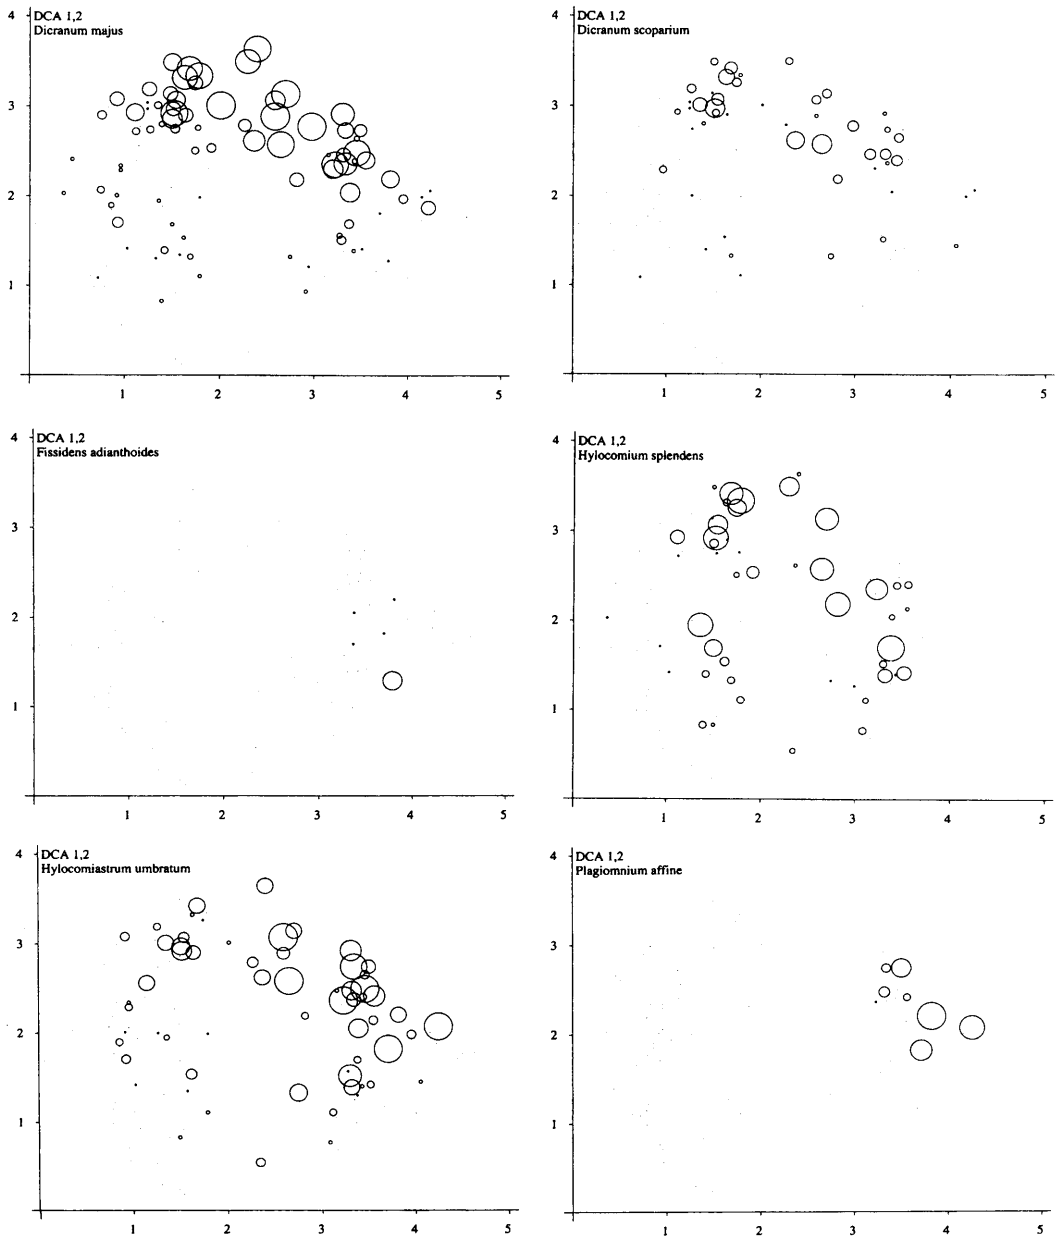 4
DCA 1,2
Dicranum majus
3
2
1
1 2 3 4 5
4
DCA 1,2
Dicranum scoparium
3
2
1
1 2 3 4 5
4
DCA 1,2
Fissidens adianthoides
3
2
1
1 2 3 4 5
4
DCA 1,2
Hylocomium splendens
3
2
1
1 2 3 4 5
4
DCA 1,2
Hylocomiastrum umbratum
3
2
1
1 2 3 4 5
4
DCA 1,2
Plagiomnium affine
3
2
1
1 2 3 4 5